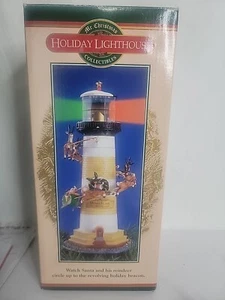 Mr. Christmas
HOLIDAY LIGHTHOUSE
COLLECTIBLES
Watch Santa and his reindeer
circle up to the revolving holiday beacon.